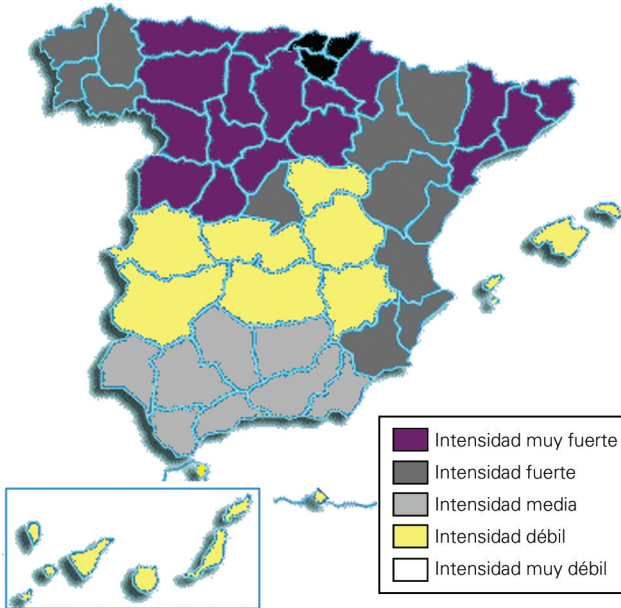 Intensidad muy fuerte
Intensidad fuerte
Intensidad media
Intensidad débil
Intensidad muy débil